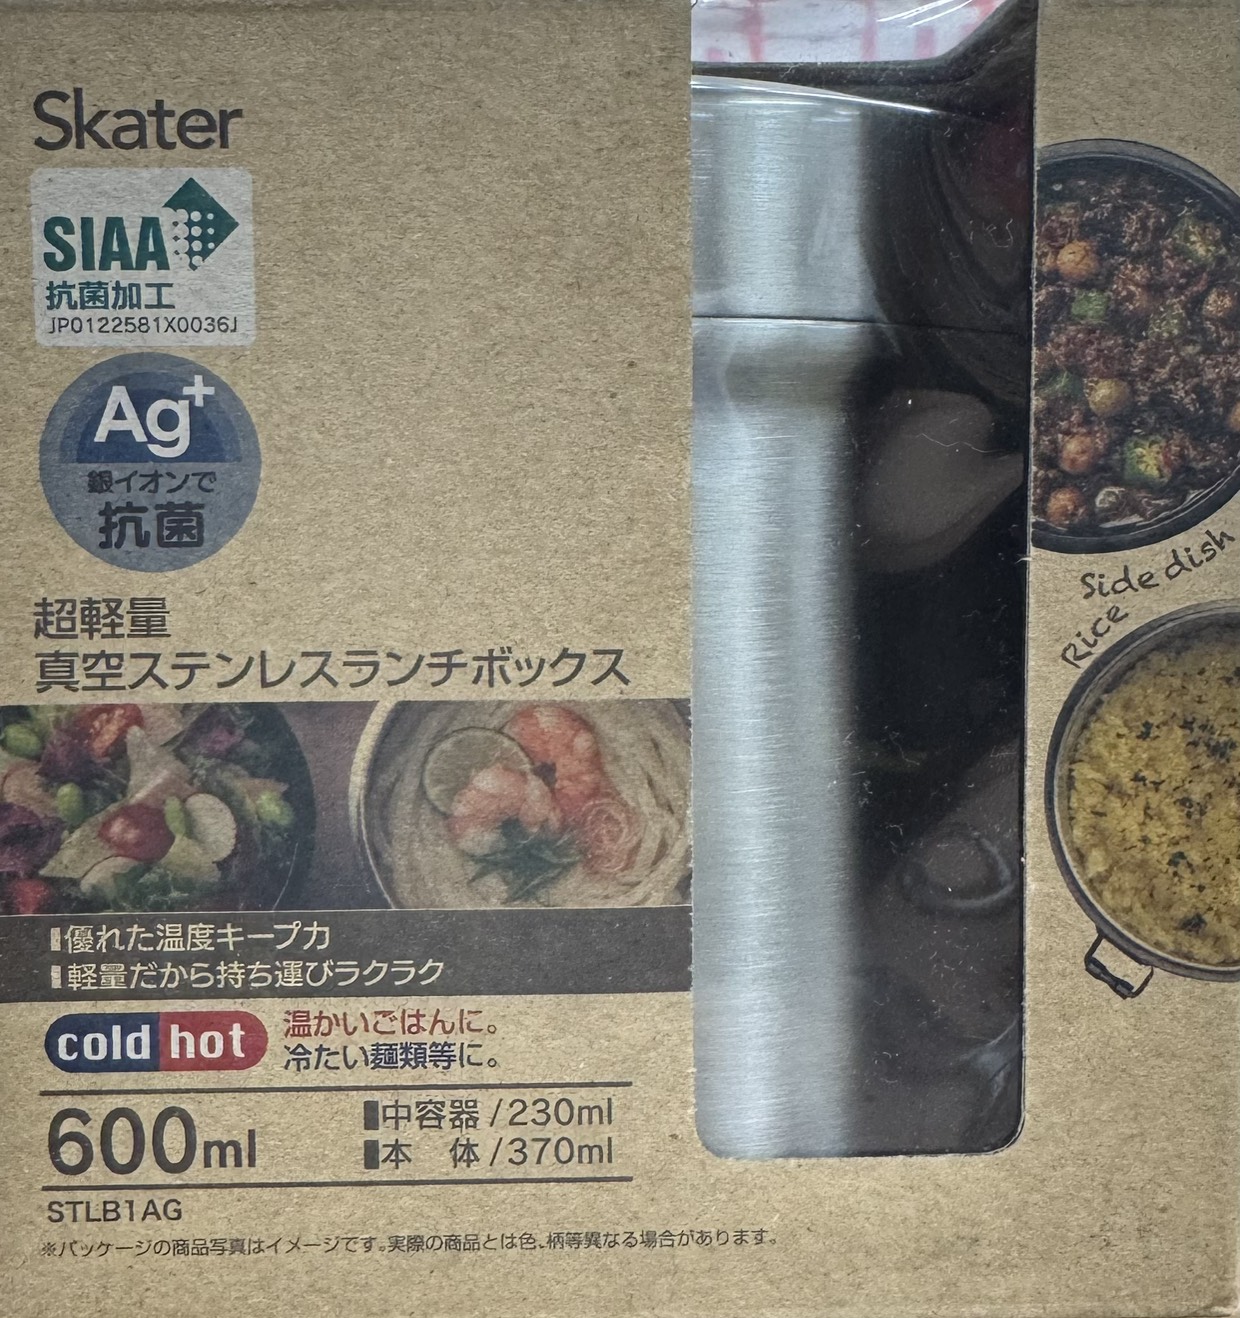 Skater
SIAA
抗菌加工
JP0122581X0036J
Ag+
銀イオンで
抗菌
超軽量
真空ステンレスランチボックス
Side dish
Rice
優れた温度キープ力
軽量だから持ち運びラクラク
cold hot
温かいごはんに。
冷たい麺類等に。
600ml
中容器/230ml
本 体/370ml
STLB1AG
※パッケージの商品写真はイメージです。実際の商品とは色、柄等異なる場合があります。